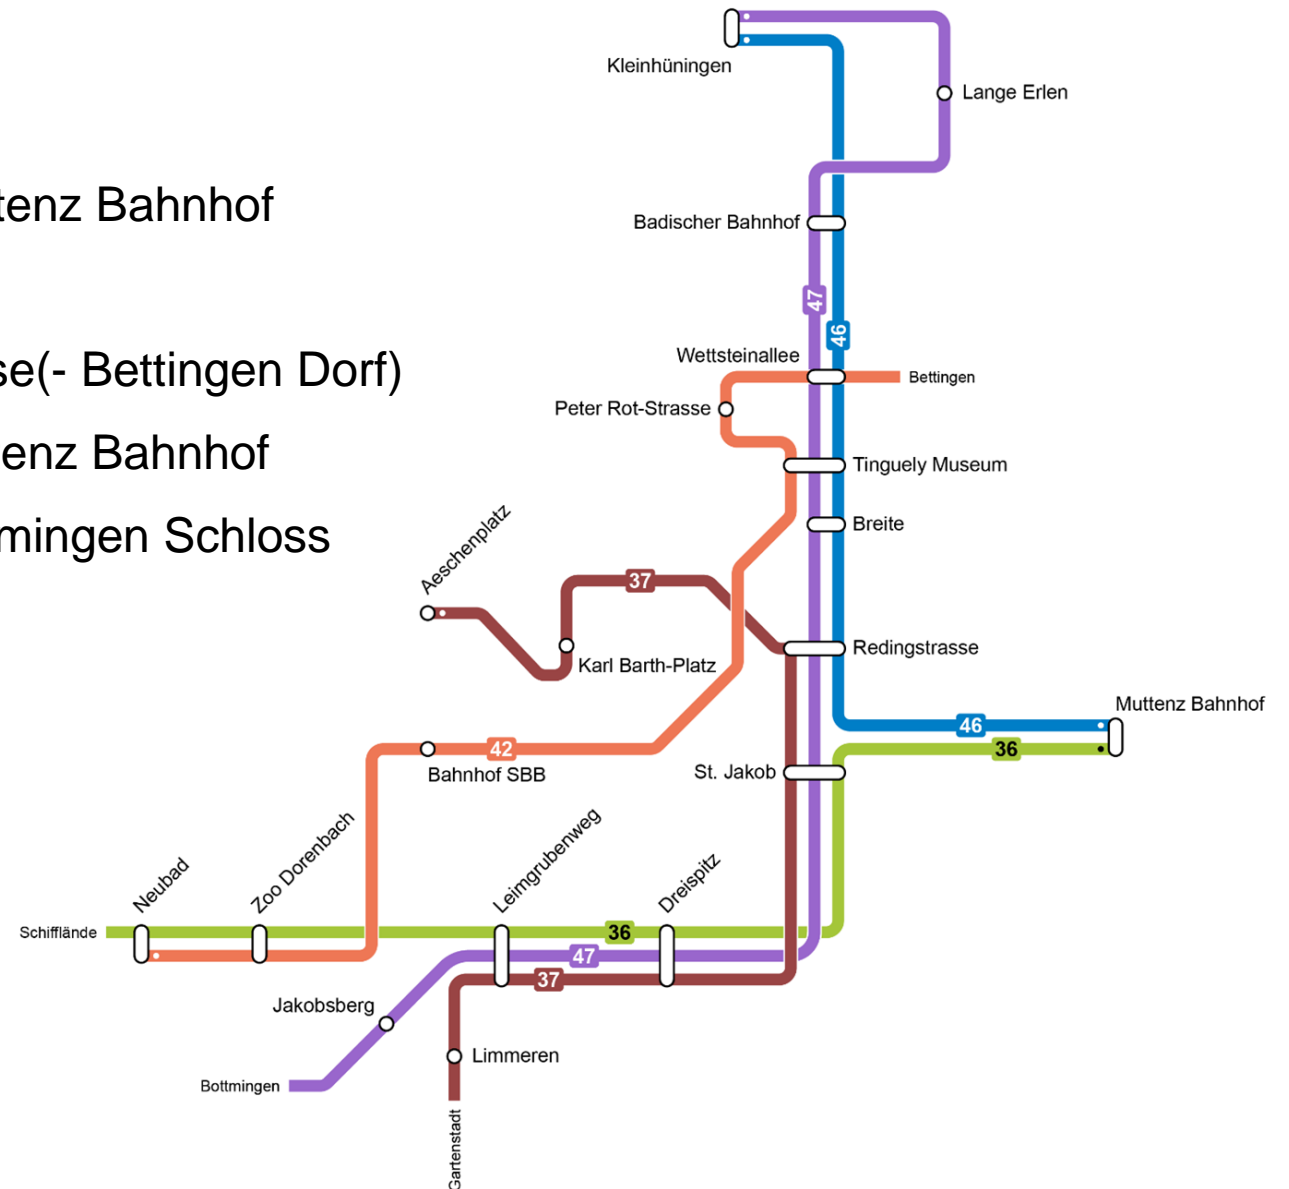 Kleinhüningen
Lange Erlen
tenz Bahnhof
Badischer Bahnhof
47
46
Wettsteinallee
se(- Bettingen Dorf)
Bettingen
Peter Rot-Strasse
enz Bahnhof
Tinguely Museum
mingen Schloss
Breite
Aeschenplatz
37
Karl Barth-Platz
Redingstrasse
Muttenz Bahnhof
46
36
42
Bahnhof SBB
St. Jakob
Neubad
Zoo Dorenbach
Leimgrubenweg
Dreispitz
Schifflände
36
47
37
Jakobsberg
Limmeren
Bottmingen
Gartenstadt